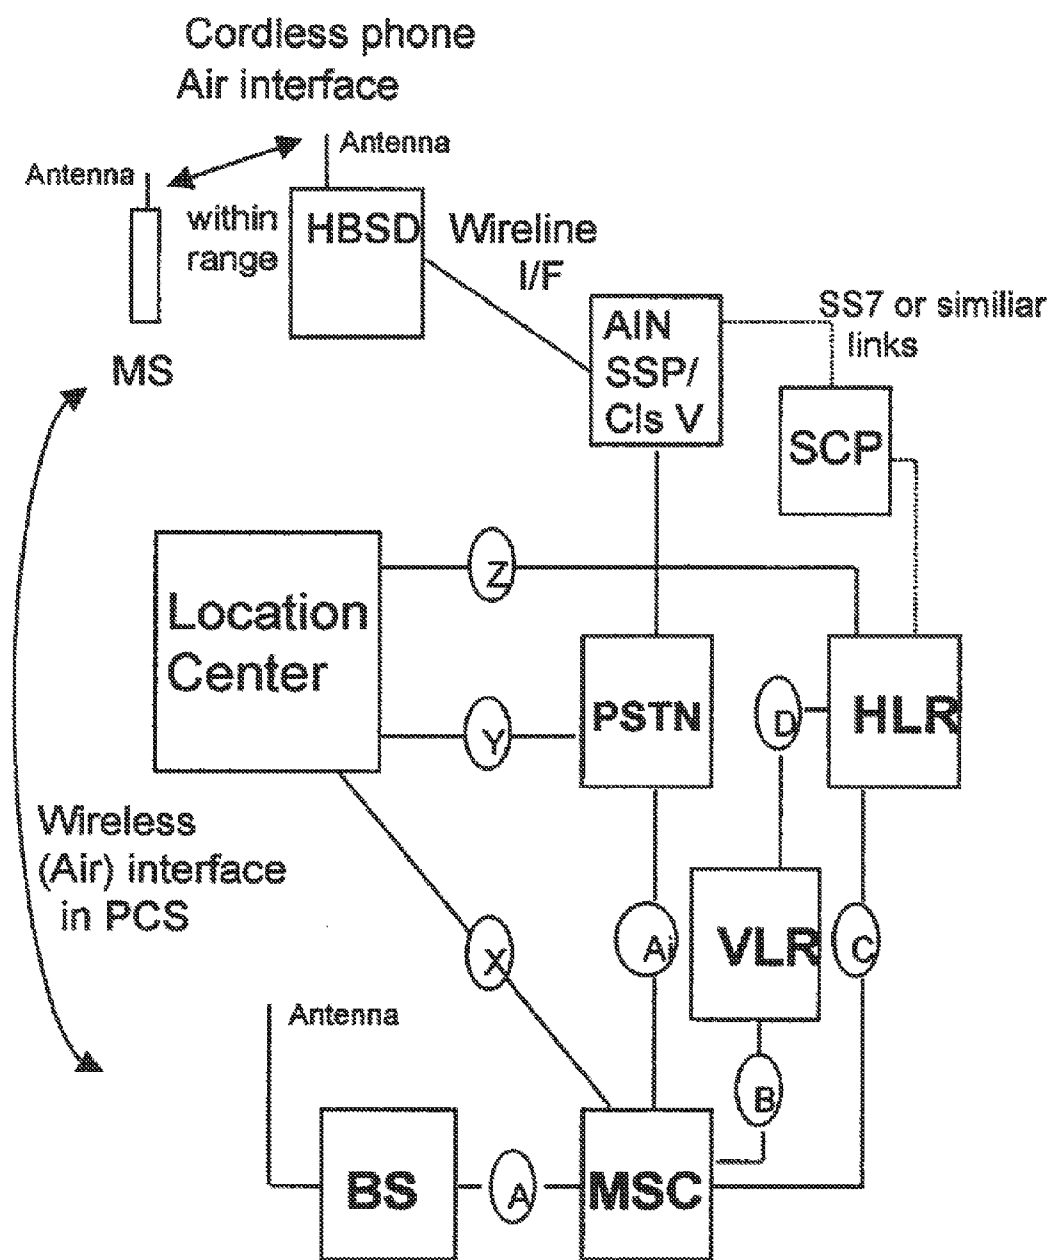 Cordless phone
Air interface
Antenna
Antenna
within
range
HBSD
Wireline
I/F
MS
AIN
SSP/
Cls V
SS7 or similiar
links
SCP
Location
Center
Z
Y
PSTN
D
HLR
Wireless
(Air) interface
in PCS
X
Ai
VLR
C
Antenna
B
BS
A
MSC